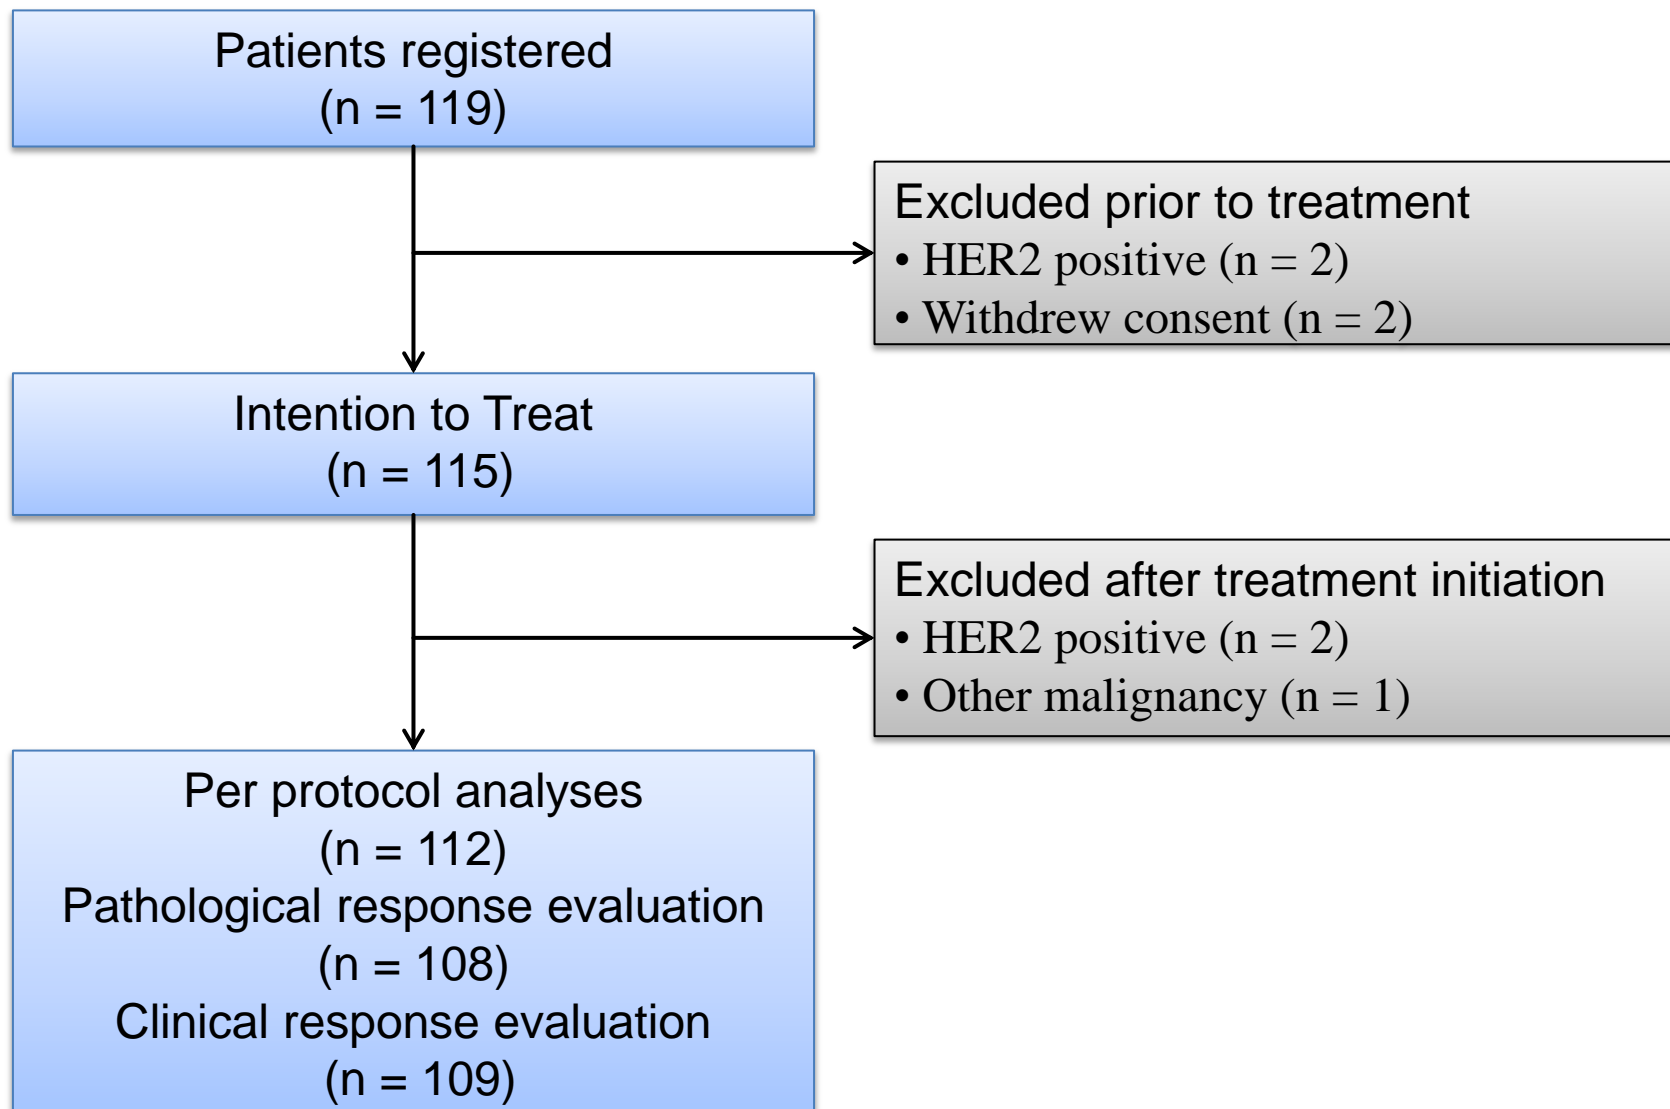 Patients registered
(n = 119)
Excluded prior to treatment
• HER2 positive (n = 2)
• Withdrew consent (n = 2)
Intention to Treat
(n = 115)
Excluded after treatment initiation
• HER2 positive (n = 2)
• Other malignancy (n = 1)
Per protocol analyses
(n = 112)
Pathological response evaluation
(n = 108)
Clinical response evaluation
(n = 109)